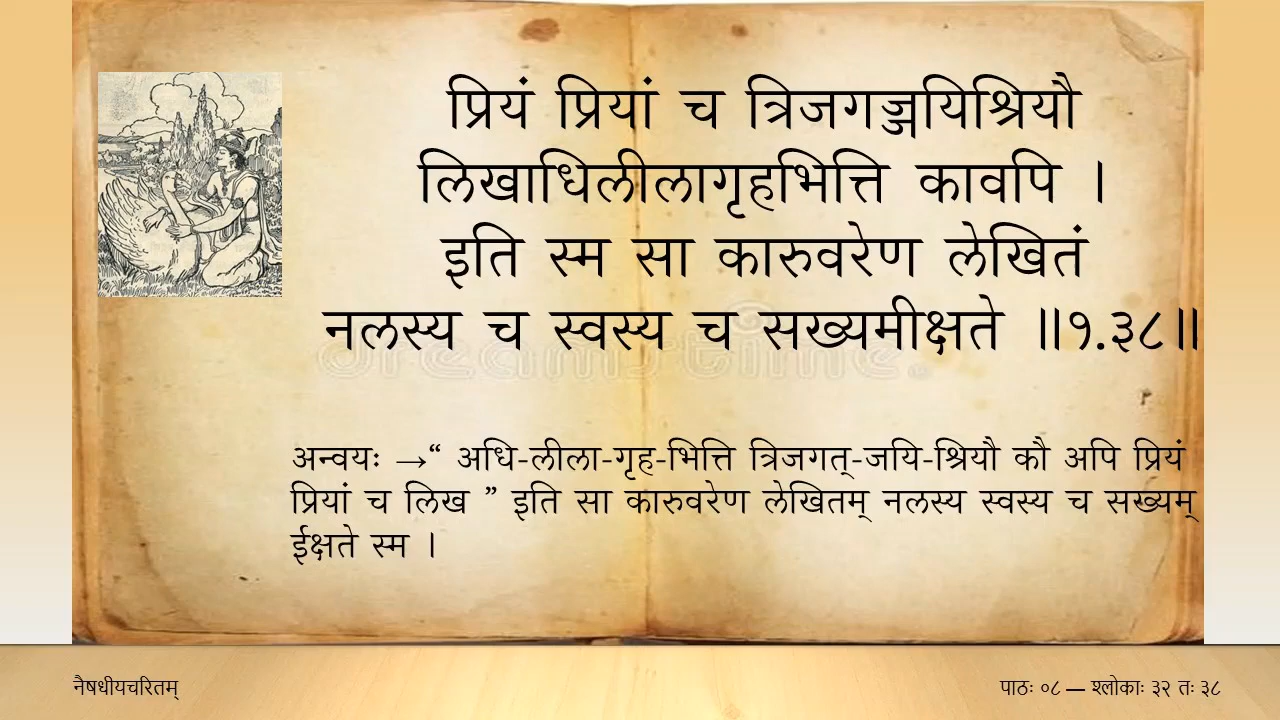 प्रियं प्रियां च त्रिजगज्जयिश्रियौ
लिखाधिलीलागृहभित्ति कावपि ।
इति स्म सा कारुवरेण लेखितं
नलस्य च स्वस्य च सख्यमीक्षते ॥१.३८॥
dreamstime.
अन्वयः →“ अधि-लीला-गृह-भित्ति त्रिजगत्-जयि-श्रियौ कौ अपि प्रियं
प्रियां च लिख ” इति सा कारुवरेण लेखितम् नलस्य स्वस्य च सख्यम्
ईक्षते स्म ।
नैषधीयचरितम्
पाठः ०८ — श्लोकाः ३२ तः ३८